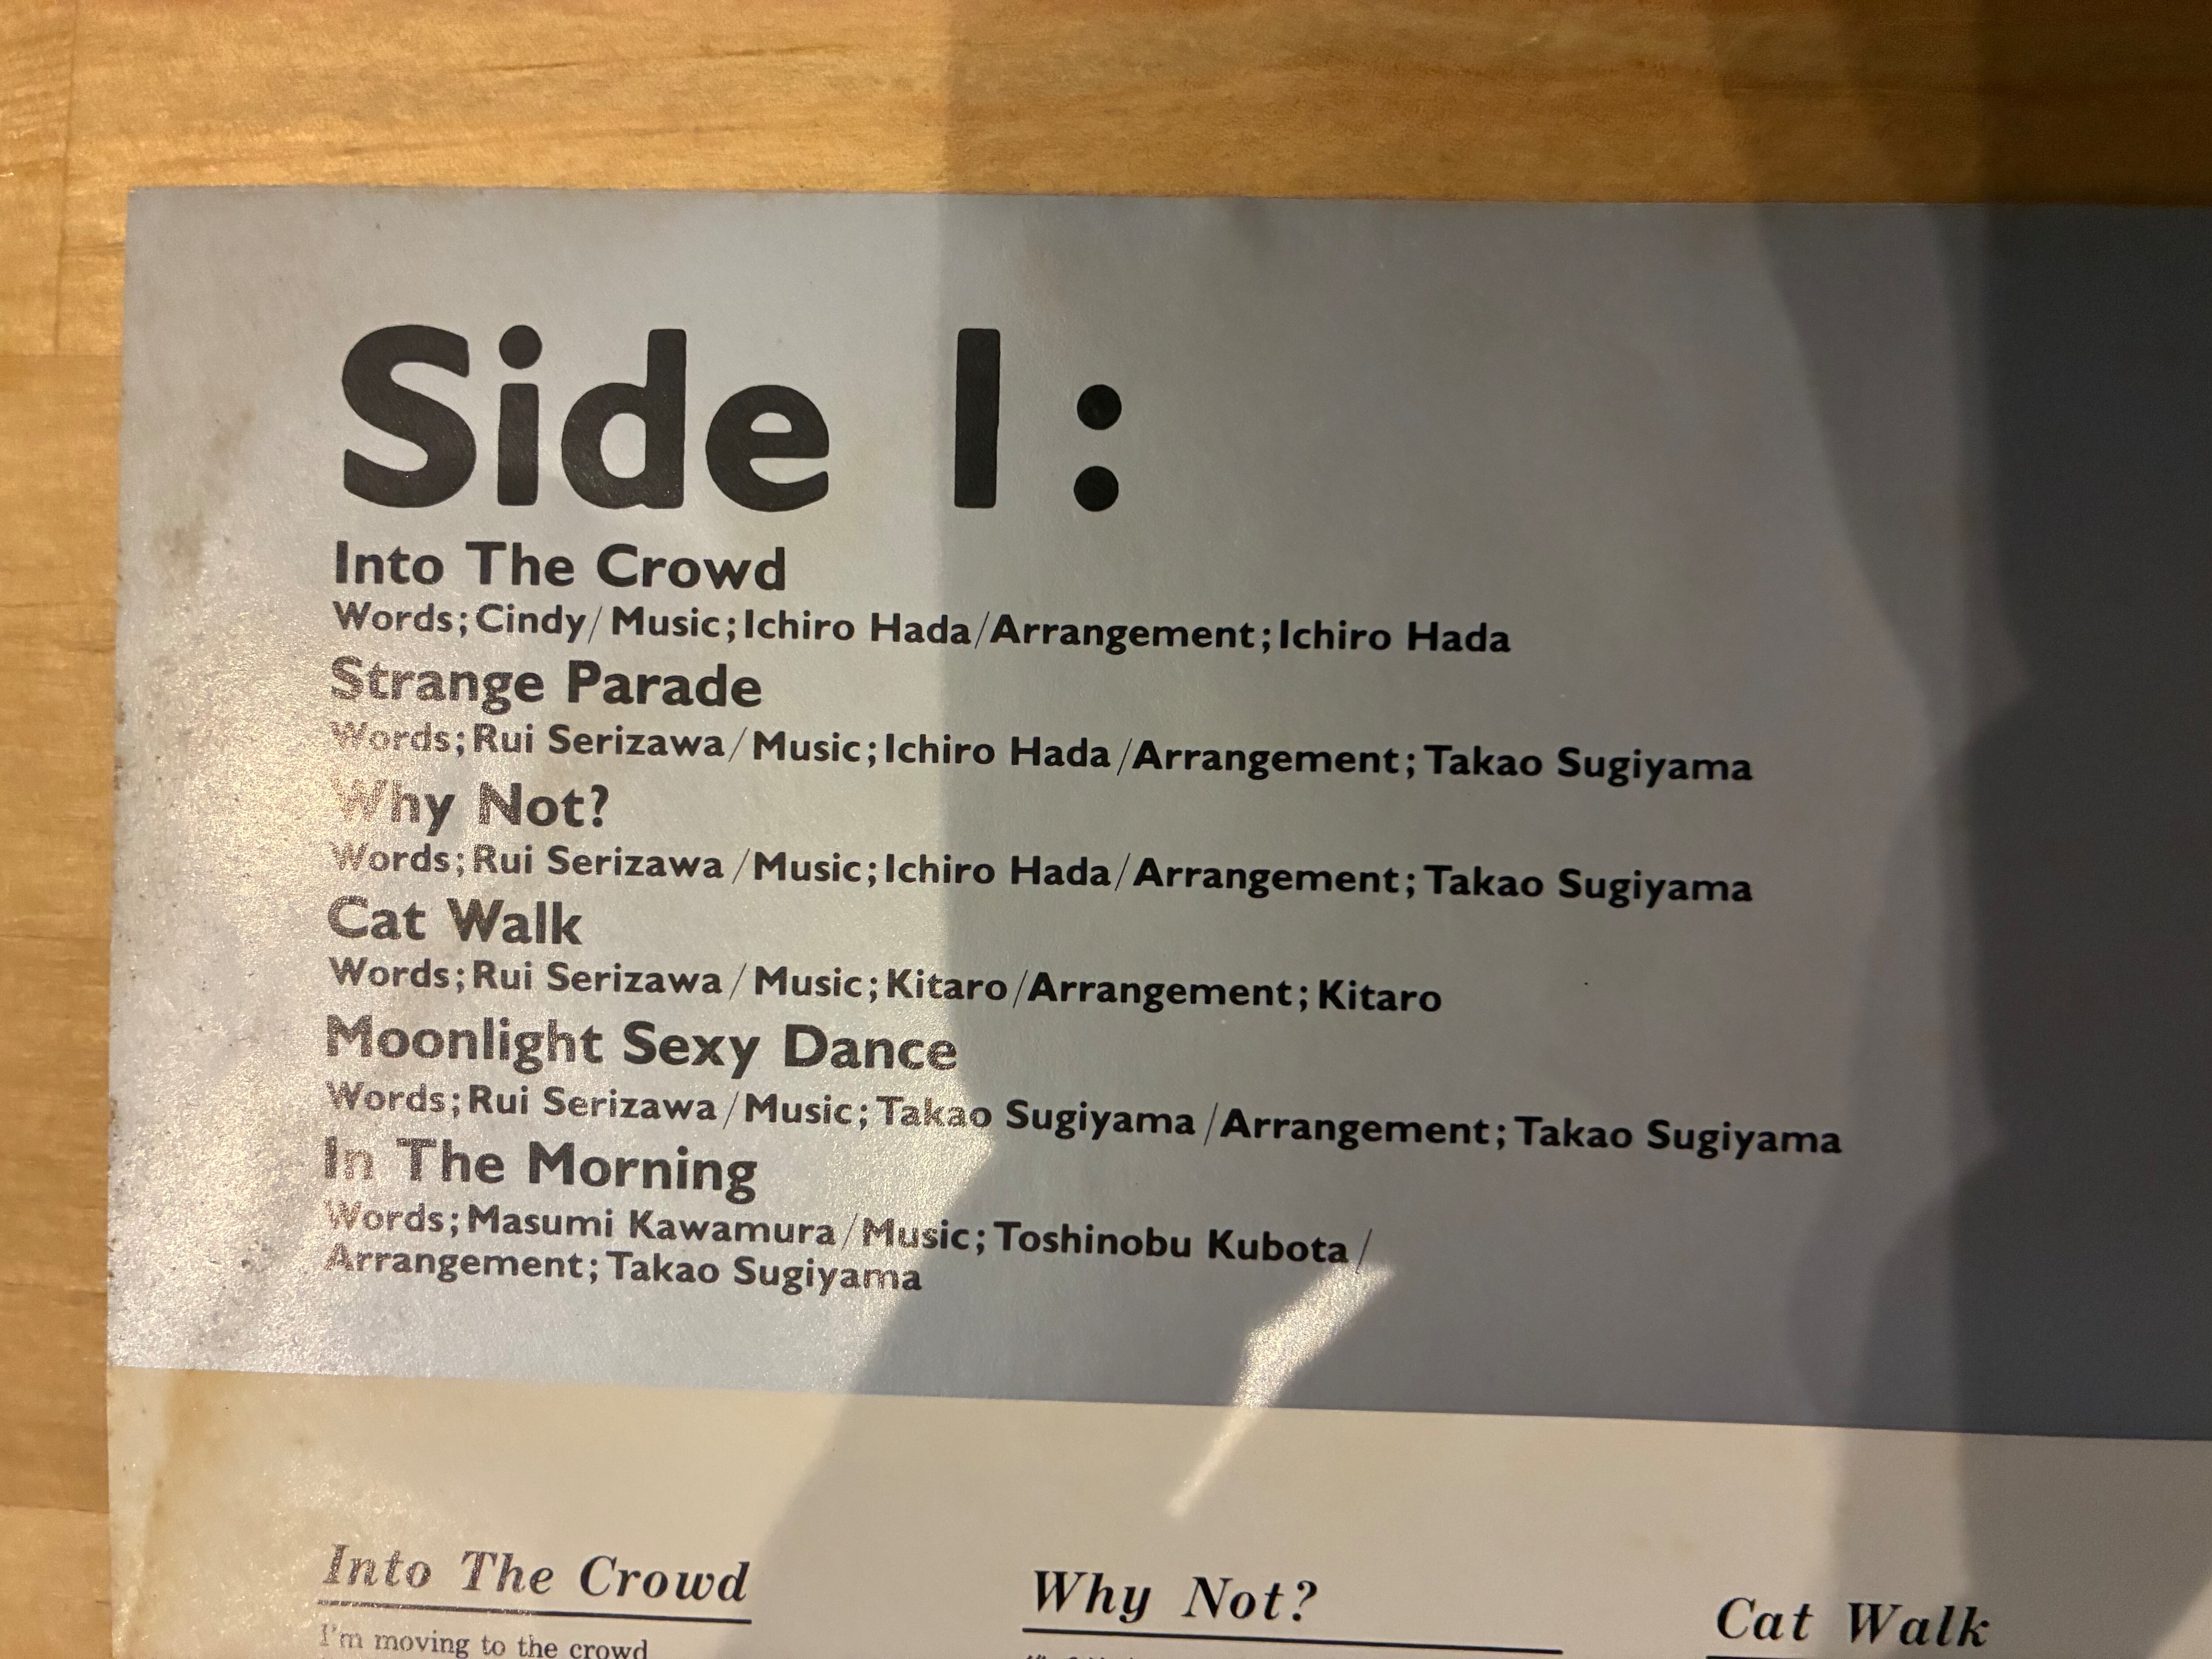 Side 1:
Into The Crowd
Words;Cindy/Music;Ichiro Hada/Arrangement;Ichiro Hada
Strange Parade
Words;Rui Serizawa/Music;Ichiro Hada/Arrangement;Takao Sugiyama
Why Not?
Words;Rui Serizawa/Music;Ichiro Hada/Arrangement;Takao Sugiyama
Cat Walk
Words;Rui Serizawa/Music;Kitaro/Arrangement;Kitaro
Moonlight Sexy Dance
Words;Rui Serizawa/Music;Takao Sugiyama/Arrangement;Takao Sugiyama
In The Morning
Words;Masumi Kawamura/Music;Toshinobu Kubota/
Arrangement;Takao Sugiyama
Into The Crowd
I'm moving to the crowd
Why Not?
Cat Walk